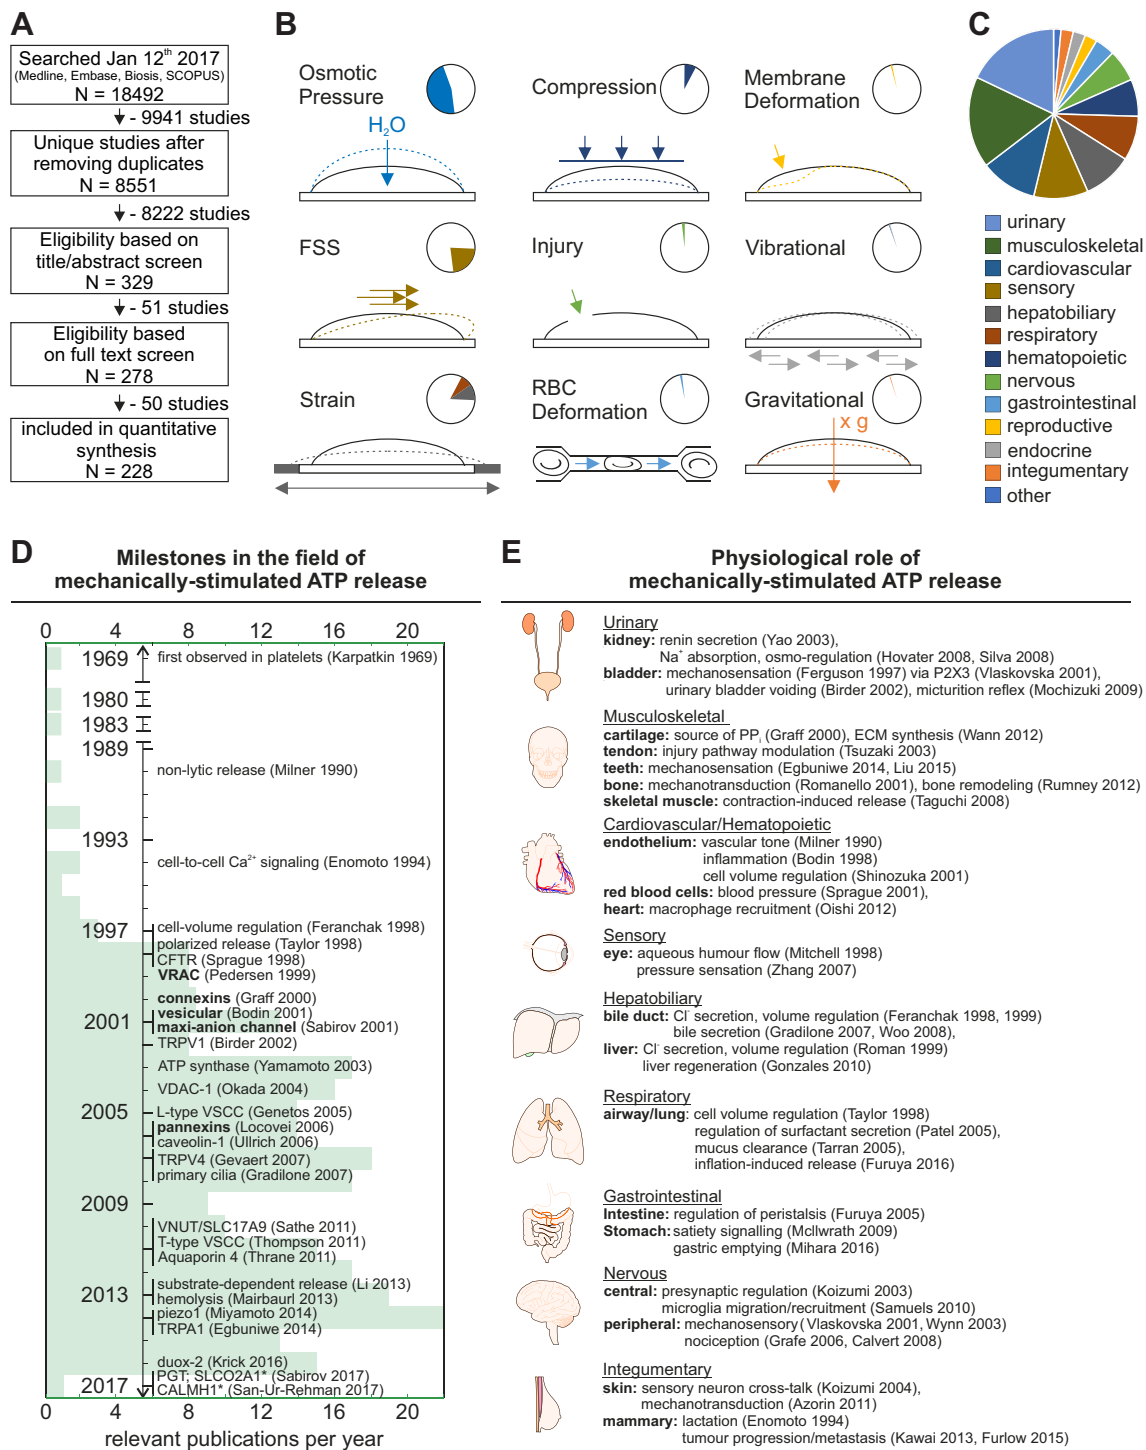 A
Searched Jan 12th 2017
(Medline, Embase, Biosis, SCOPUS)
N = 18492
- 9941 studies
Unique studies after
removing duplicates
N = 8551
- 8222 studies
Eligibility based on
title/abstract screen
N = 329
- 51 studies
Eligibility based
on full text screen
N = 278
- 50 studies
included in quantitative
synthesis
N = 228
B
Osmotic
Pressure
H2O
Compression
Membrane
Deformation
FSS
Injury
Vibrational
Strain
RBC
Deformation
Gravitational
x g
C
urinary
musculoskeletal
cardiovascular
sensory
hepatobiliary
respiratory
hematopoietic
nervous
gastrointestinal
reproductive
endocrine
integumentary
other
D
Milestones in the field of
mechanically-stimulated ATP release
0 4 8 12 16 20
1969
first observed in platelets (Karpatkin 1969)
1980
1983
1989
non-lytic release (Milner 1990)
1993
cell-to-cell Ca2+ signaling (Enomoto 1994)
1997
cell-volume regulation (Feranchak 1998)
polarized release (Taylor 1998)
CFTR (Sprague 1998)
VRAC (Pedersen 1999)
connexins (Graff 2000)
vesicular (Bodin 2001)
2001
maxi-anion channel (Sabirov 2001)
TRPV1 (Birder 2002)
ATP synthase (Yamamoto 2003)
VDAC-1 (Okada 2004)
2005
L-type VSCC (Genetos 2005)
pannexins (Locovei 2006)
caveolin-1 (Ullrich 2006)
TRPV4 (Gevaert 2007)
primary cilia (Gradilone 2007)
2009
VNUT/SLC17A9 (Sathe 2011)
T-type VSCC (Thompson 2011)
Aquaporin 4 (Thrane 2011)
substrate-dependent release (Li 2013)
2013
hemolysis (Mairbaurl 2013)
piezo1 (Miyamoto 2014)
TRPA1 (Egbuniwe 2014)
duox-2 (Krick 2016)
PGT; SLCO2A1* (Sabirov 2017)
2017
CALMH1* (San-Ur-Rehman 2017)
0 4 8 12 16 20
relevant publications per year
E
Physiological role of
mechanically-stimulated ATP release
Urinary
kidney: renin secretion (Yao 2003),
Na+ absorption, osmo-regulation (Hovater 2008, Silva 2008)
bladder: mechanosensation (Ferguson 1997) via P2X3 (Vlaskovska 2001),
urinary bladder voiding (Birder 2002), micturition reflex (Mochizuki 2009)
Musculoskeletal
cartilage: source of PPi (Graff 2000), ECM synthesis (Wann 2012)
tendon: injury pathway modulation (Tsuzaki 2003)
teeth: mechanosensation (Egbuniwe 2014, Liu 2015)
bone: mechanotransduction (Romanello 2001), bone remodeling (Rumney 2012)
skeletal muscle: contraction-induced release (Taguchi 2008)
Cardiovascular/Hematopoietic
endothelium: vascular tone (Milner 1990)
inflammation (Bodin 1998)
cell volume regulation (Shinozuka 2001)
red blood cells: blood pressure (Sprague 2001),
heart: macrophage recruitment (Oishi 2012)
Sensory
eye: aqueous humour flow (Mitchell 1998)
pressure sensation (Zhang 2007)
Hepatobiliary
bile duct: Cl- secretion, volume regulation (Feranchak 1998, 1999)
bile secretion (Gradilone 2007, Woo 2008),
liver: Cl- secretion, volume regulation (Roman 1999)
liver regeneration (Gonzales 2010)
Respiratory
airway/lung: cell volume regulation (Taylor 1998)
regulation of surfactant secretion (Patel 2005),
mucus clearance (Tarran 2005),
inflation-induced release (Furuya 2016)
Gastrointestinal
Intestine: regulation of peristalsis (Furuya 2005)
Stomach: satiety signalling (McIlwrath 2009)
gastric emptying (Mihara 2016)
Nervous
central: presynaptic regulation (Koizumi 2003)
microglia migration/recruitment (Samuels 2010)
peripheral: mechanosensory (Vlaskovska 2001, Wynn 2003)
nociception (Grafe 2006, Calvert 2008)
Integumentary
skin: sensory neuron cross-talk (Koizumi 2004),
mechanotransduction (Azorin 2011)
mammary: lactation (Enomoto 1994)
tumour progression/metastasis (Kawai 2013, Furlow 2015)